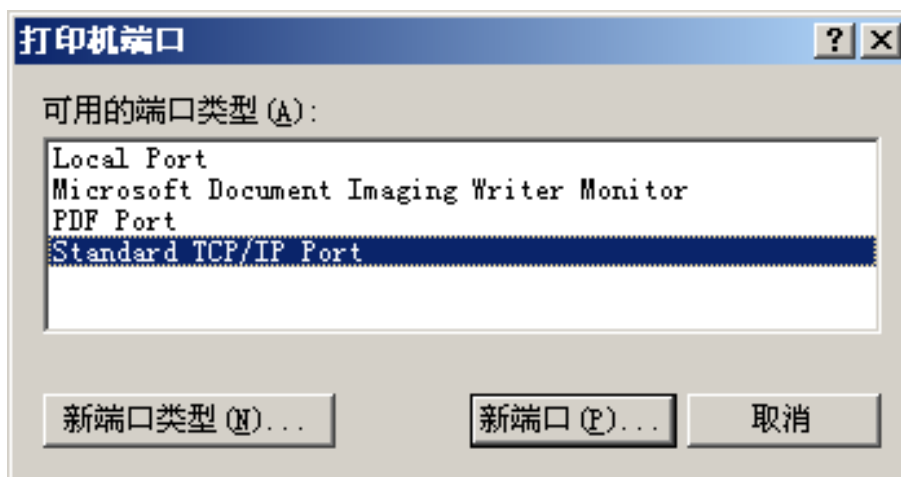 打印机端口
可用的端口类型(A):
Local Port
Microsoft Document Imaging Writer Monitor
PDF Port
Standard TCP/IP Port
新端口类型(N)... 新端口(P)... 取消